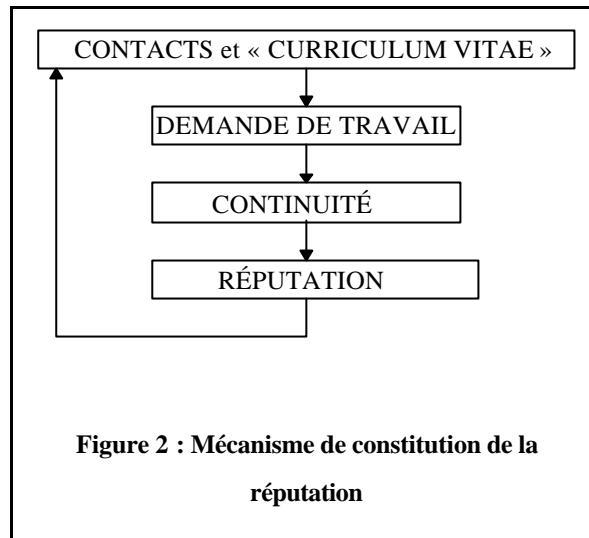 CONTACTS et « CURRICULUM VITAE »
DEMANDE DE TRAVAIL
CONTINUITÉ
RÉPUTATION
Figure 2 : Mécanisme de constitution de la
réputation